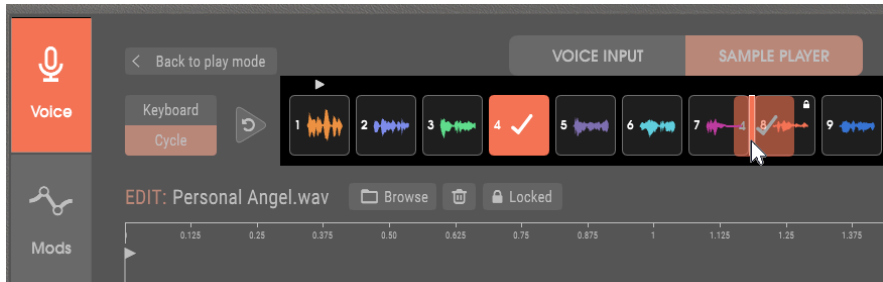 VOICE INPUT
SAMPLE PLAYER
Back to play mode
Voice
Keyboard
Cycle
1 2 3 4 5 6 7 4 8 9
EDIT: Personal Angel.wav
Browse
Locked
0.125 0.25 0.375 0.50 0.625 0.75 0.875 1 1.125 1.25 1.375
Mods